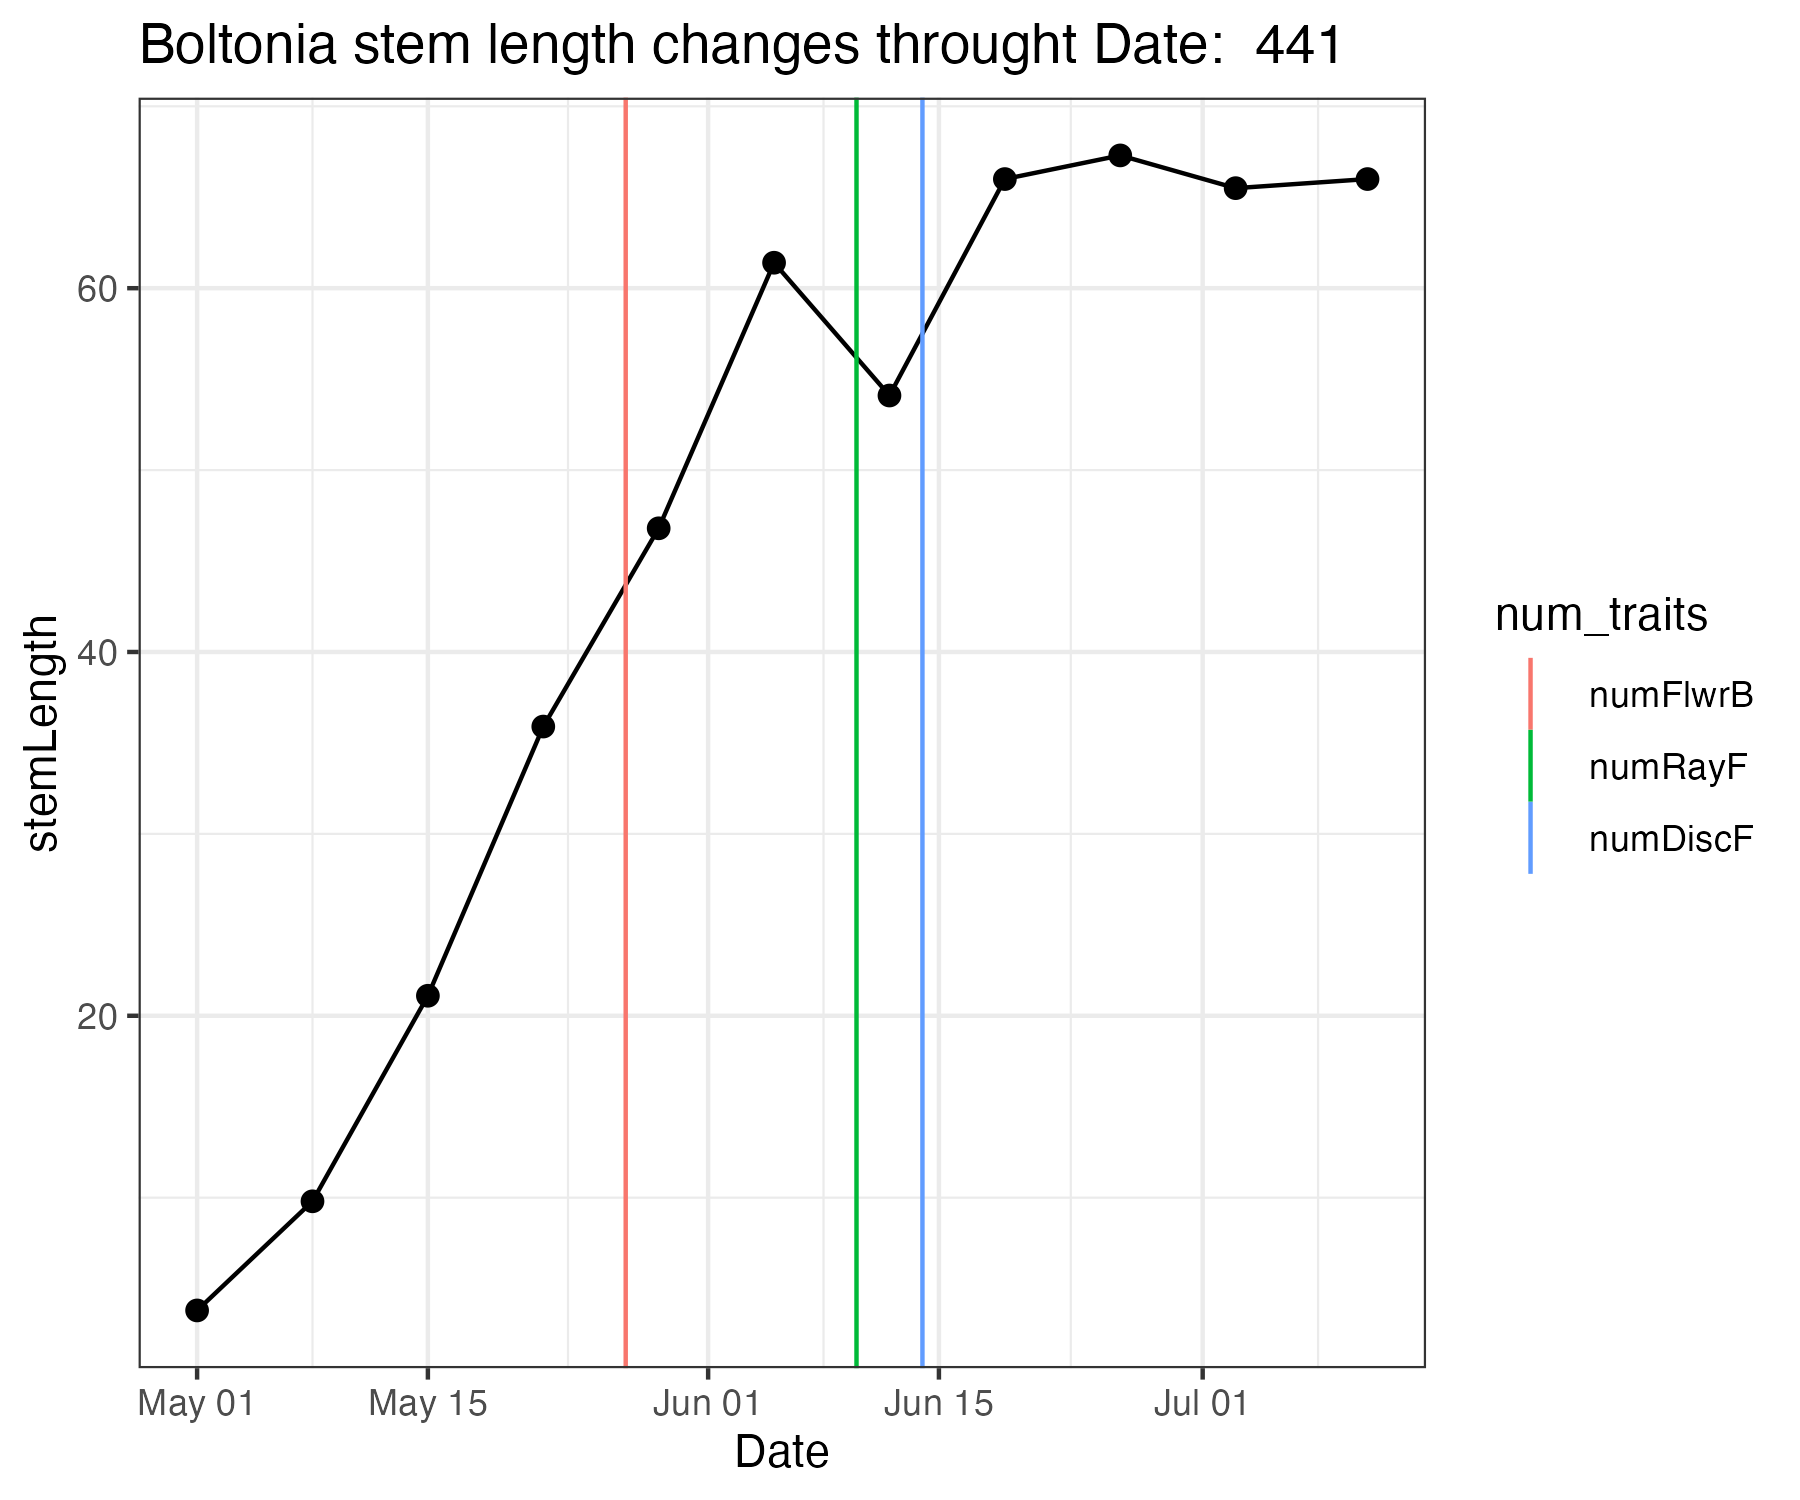 Boltonia stem length changes throught Date:  441
60
40
20
stemLength
May 01
May 15
Jun 01
Jun 15
Jul 01
Date
num_traits
numFlwrB
numRayF
numDiscF